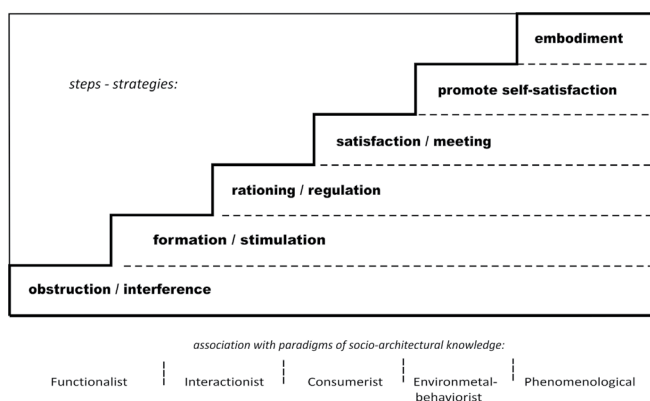 embodiment
steps - strategies:
promote self-satisfaction
satisfaction / meeting
rationing / regulation
formation / stimulation
obstruction / interference
association with paradigms of socio-architectural knowledge:
Functionalist Interactionist Consumerist Environmetal- Phenomenological
behaviorist